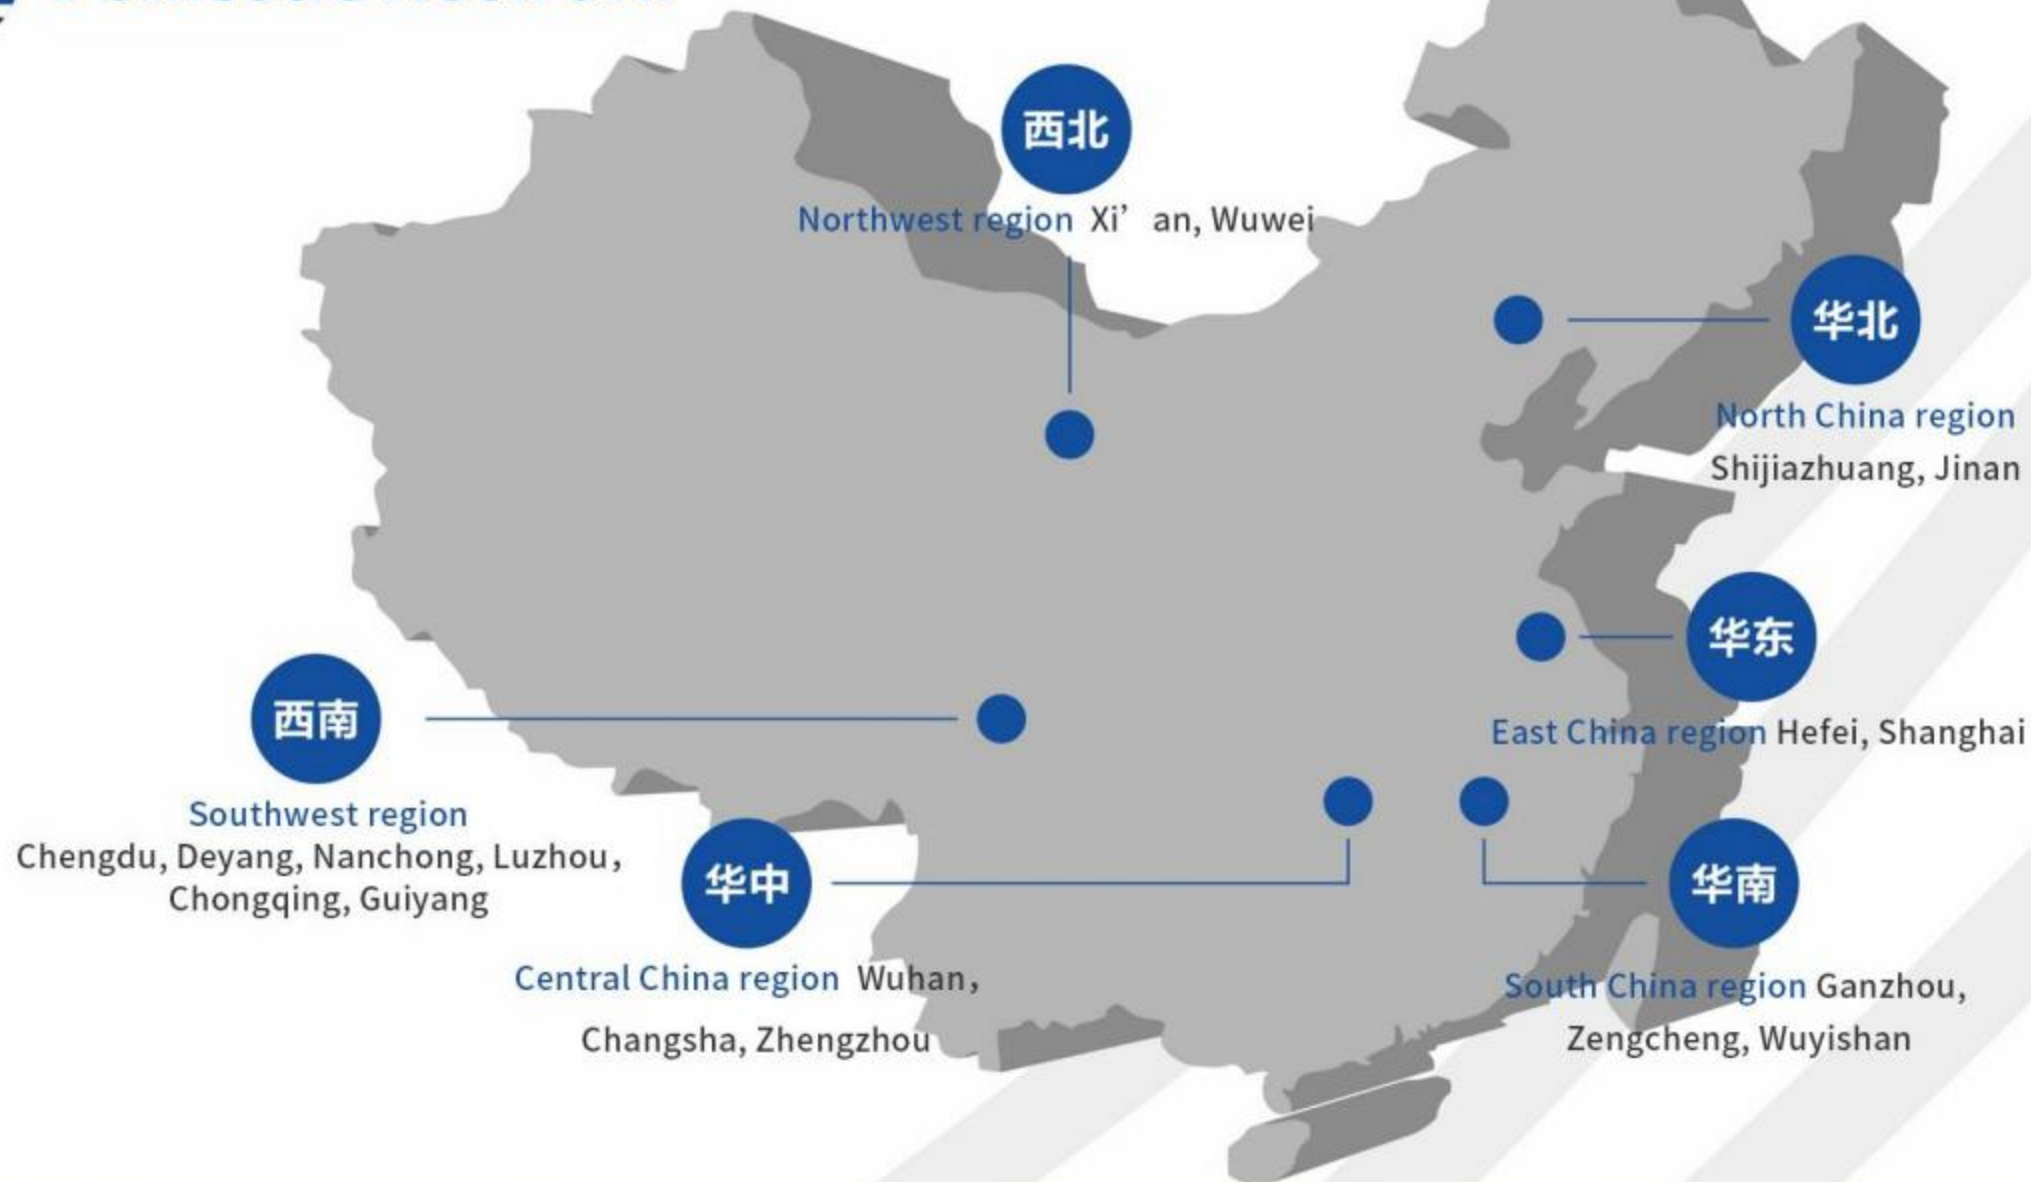 西北
Northwest region Xi’ an, Wuwei
华北
North China region
Shijiazhuang, Jinan
华东
East China region Hefei, Shanghai
西南
Southwest region
Chengdu, Deyang, Nanchong, Luzhou，
Chongqing, Guiyang
华中
Central China region Wuhan，
Changsha, Zhengzhou
华南
South China region Ganzhou,
Zengcheng, Wuyishan